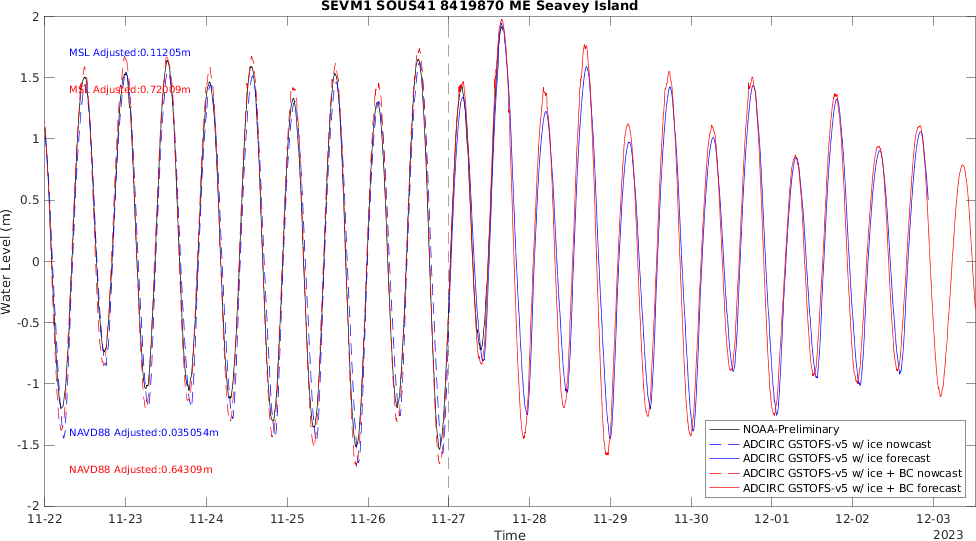 SEVM1 SOUS41 8419870 ME Seavey Island
2
1.5
1
0.5
0
-0.5
-1
-1.5
-2
Water Level (m)
MSL Adjusted:0.11205m
MSL Adjusted:0.72009m
NAVD88 Adjusted:0.035054m
NAVD88 Adjusted:0.64309m
NOAA-Preliminary
ADCIRC GSTOFS-v5 w/ ice nowcast
ADCIRC GSTOFS-v5 w/ ice forecast
ADCIRC GSTOFS-v5 w/ ice + BC nowcast
ADCIRC GSTOFS-v5 w/ ice + BC forecast
11-22 11-23 11-24 11-25 11-26 11-27 11-28 11-29 11-30 12-01 12-02 12-03
2023
Time